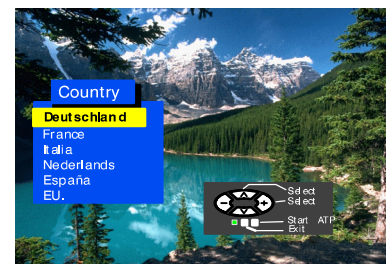 Country
Deutschland
France
Italia
Nederlands
España
EU.
Select
Select
Start ATP
Exit